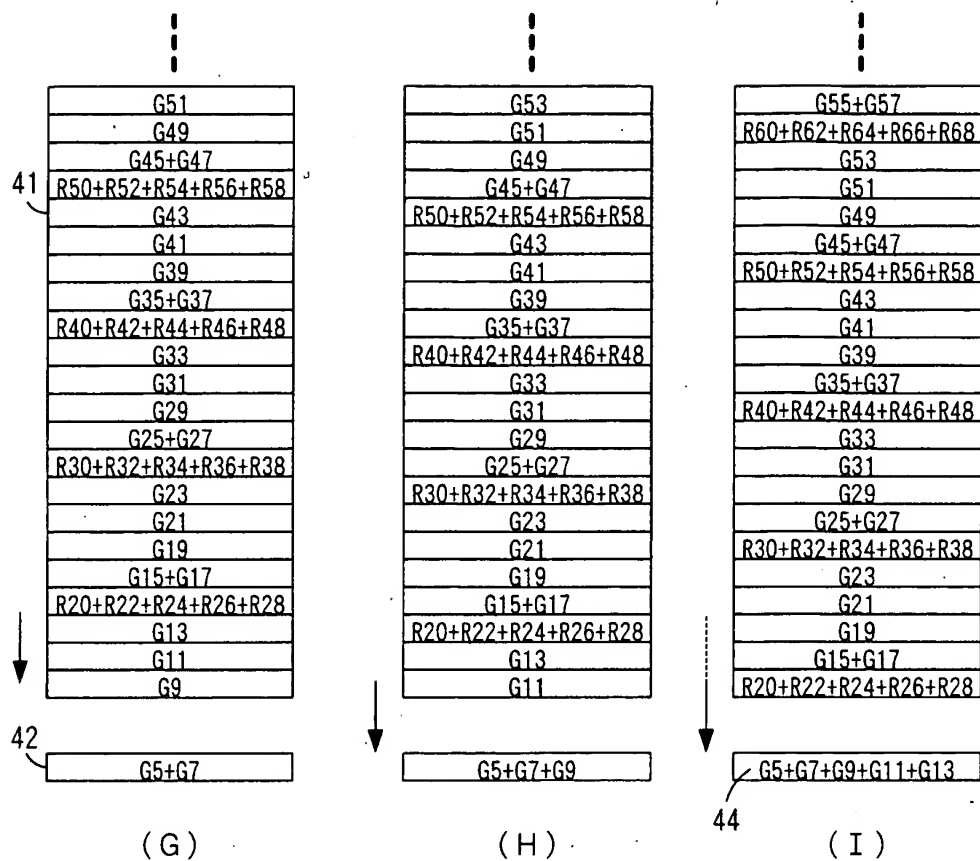 G51
G49
G45+G47
41
R50+R52+R54+R56+R58
G43
G41
G39
G35+G37
R40+R42+R44+R46+R48
G33
G31
G29
G25+G27
R30+R32+R34+R36+R38
G23
G21
G19
G15+G17
R20+R22+R24+R26+R28
G13
G11
G9
42
G5+G7
(G)
G53
G51
G49
G45+G47
R50+R52+R54+R56+R58
G43
G41
G39
G35+G37
R40+R42+R44+R46+R48
G33
G31
G29
G25+G27
R30+R32+R34+R36+R38
G23
G21
G19
G15+G17
R20+R22+R24+R26+R28
G13
G11
G5+G7+G9
(H)
G55+G57
R60+R62+R64+R66+R68
G53
G51
G49
G45+G47
R50+R52+R54+R56+R58
G43
G41
G39
G35+G37
R40+R42+R44+R46+R48
G33
G31
G29
G25+G27
R30+R32+R34+R36+R38
G23
G21
G19
G15+G17
R20+R22+R24+R26+R28
G5+G7+G9+G11+G13
44
(I)